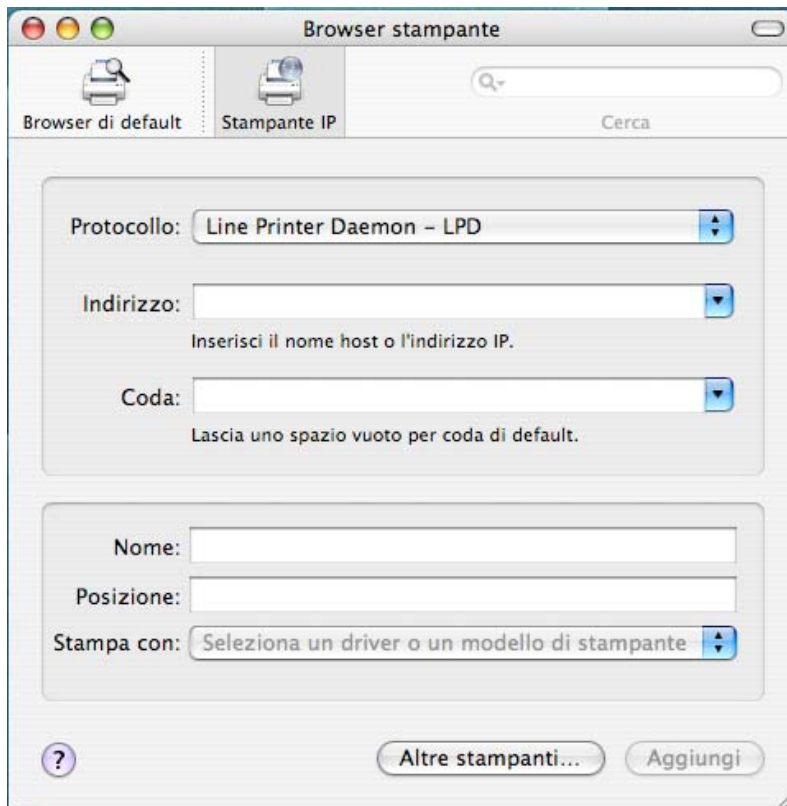 Browser stampante
Browser di default
Stampante IP
Cerca
Protocollo: Line Printer Daemon – LPD
Indirizzo:
Inserisci il nome host o l'indirizzo IP.
Coda:
Lascia uno spazio vuoto per coda di default.
Nome:
Posizione:
Stampa con: Seleziona un driver o un modello di stampante
? Altre stampanti... Aggiungi